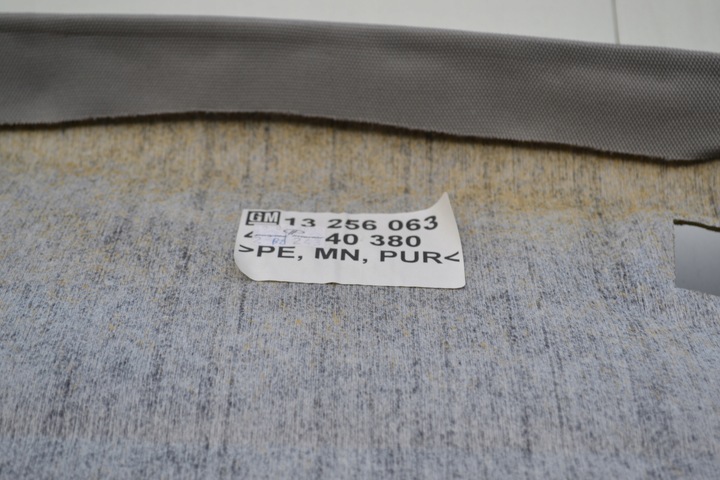 GM 13 256 063
40 380
>PE, MN, PUR<